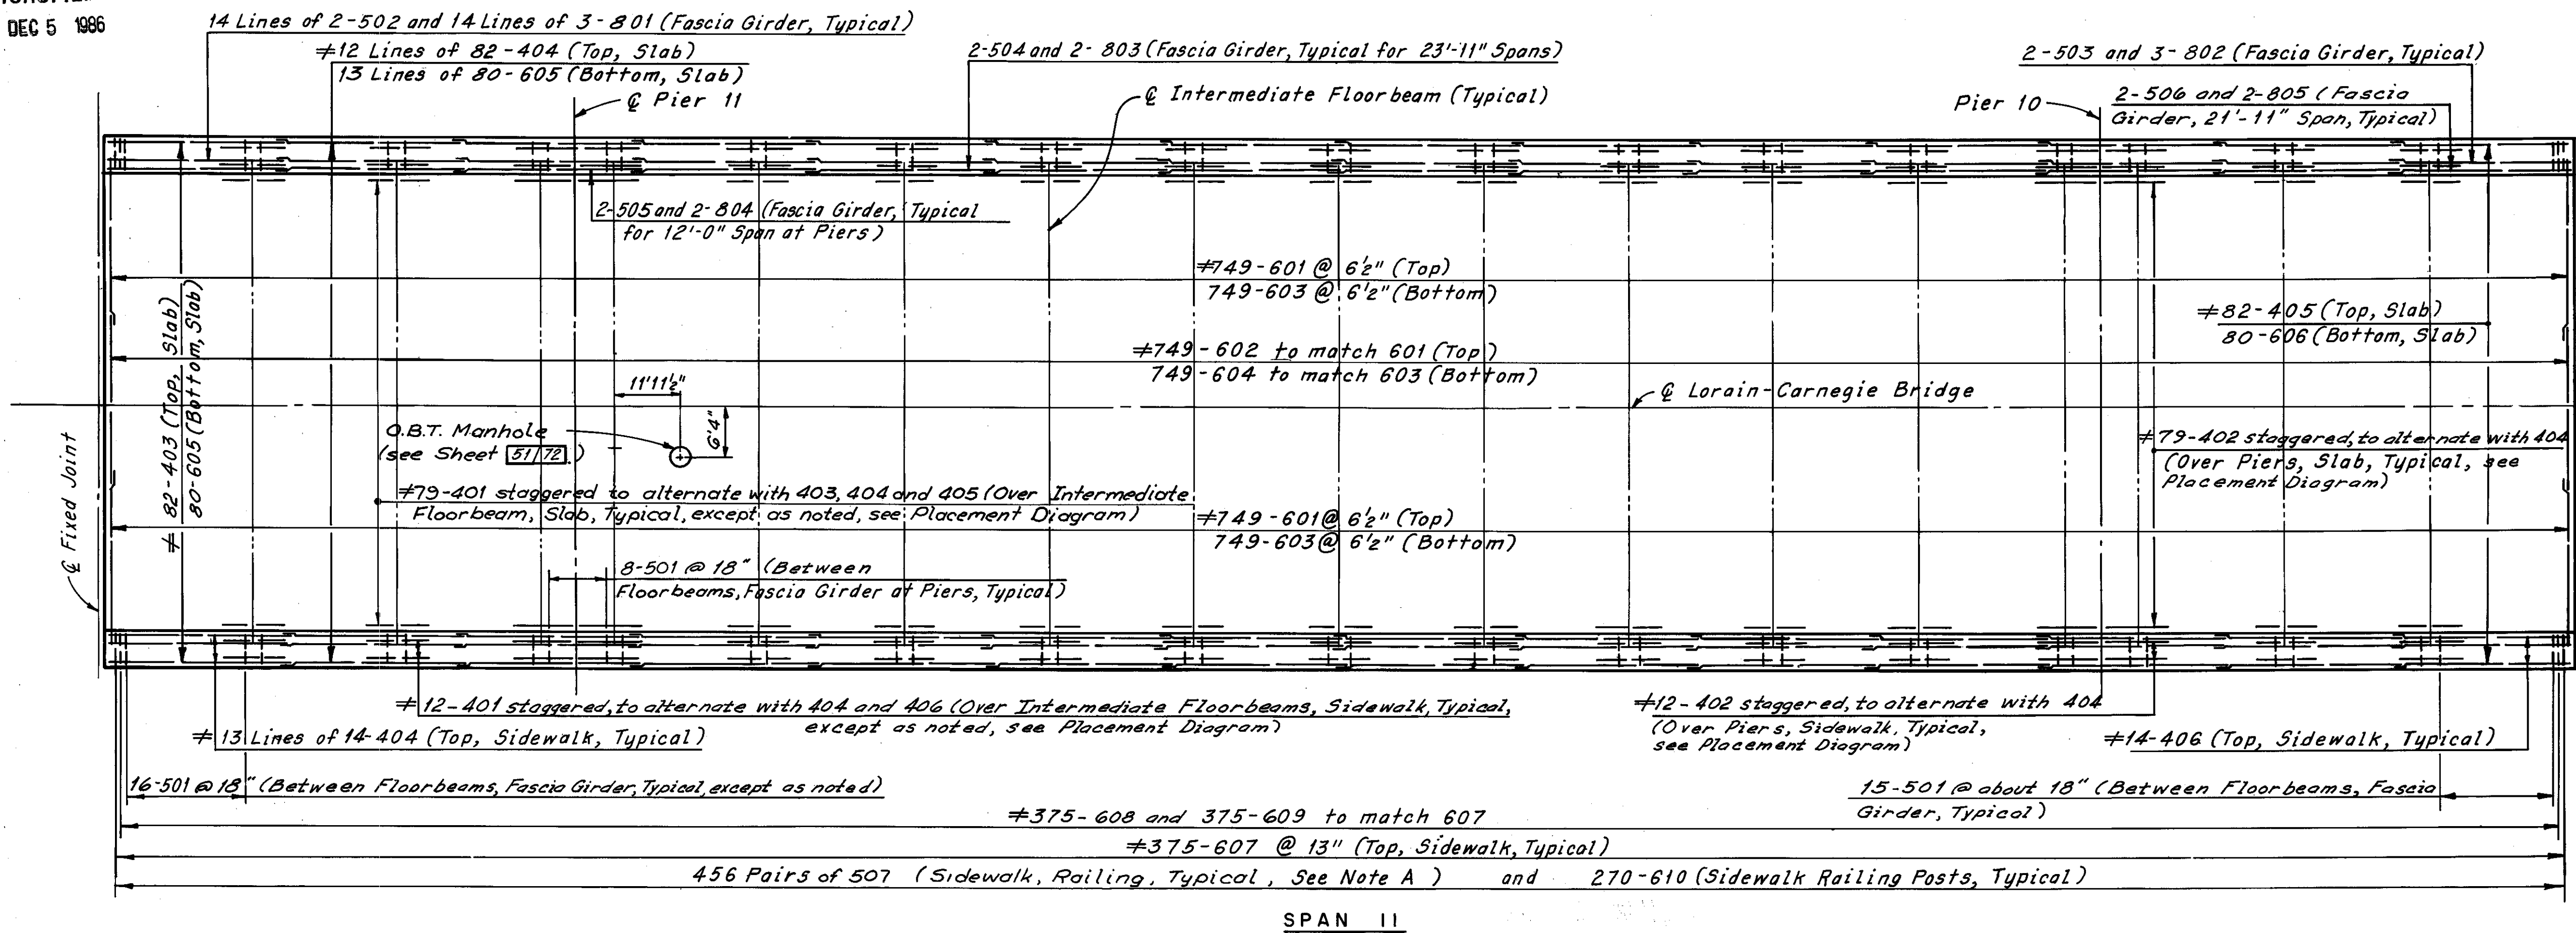 DEC 5 1986
14 Lines of 2-502 and 14 Lines of 3-801 (Fascia Girder, Typical)
≠12 Lines of 82-404 (Top, Slab)
13 Lines of 80-605 (Bottom, Slab)
℄ Pier 11
2-504 and 2-803 (Fascia Girder, Typical for 23'-11" Spans)
℄ Intermediate Floorbeam (Typical)
2-503 and 3-802 (Fascia Girder, Typical)
Pier 10
2-506 and 2-805 (Fascia
Girder, 21'-11" Span, Typical)
2-505 and 2-804 (Fascia Girder, Typical
for 12'-0" Span at Piers)
≠749-601 @ 6½" (Top)
749-603 @ 6½" (Bottom)
≠82-403 (Top, Slab)
80-605 (Bottom, Slab)
≠82-405 (Top, Slab)
80-606 (Bottom, Slab)
≠749-602 to match 601 (Top)
749-604 to match 603 (Bottom)
11'11½"
6'4"
℄ Lorain-Carnegie Bridge
O.B.T. Manhole
(see Sheet 51/72.)
℄ Fixed Joint
≠79-402 staggered, to alternate with 404
(Over Piers, Slab, Typical, see
Placement Diagram)
≠79-401 staggered to alternate with 403, 404 and 405 (Over Intermediate
Floorbeam, Slab, Typical, except as noted, see Placement Diagram)
≠749-601 @ 6½" (Top)
749-603 @ 6½" (Bottom)
8-501 @ 18" (Between
Floorbeams, Fascia Girder at Piers, Typical)
≠12-401 staggered, to alternate with 404 and 406 (Over Intermediate Floorbeams, Sidewalk, Typical,
except as noted, see Placement Diagram)
≠12-402 staggered, to alternate with 404
(Over Piers, Sidewalk, Typical,
see Placement Diagram)
≠13 Lines of 14-404 (Top, Sidewalk, Typical)
≠14-406 (Top, Sidewalk, Typical)
16-501 @ 18" (Between Floorbeams, Fascia Girder, Typical, except as noted)
15-501 @ about 18" (Between Floorbeams, Fascia
Girder, Typical)
≠375-608 and 375-609 to match 607
≠375-607 @ 13" (Top, Sidewalk, Typical)
456 Pairs of 507 (Sidewalk, Railing, Typical, See Note A) and 270-610 (Sidewalk Railing Posts, Typical)
SPAN 11